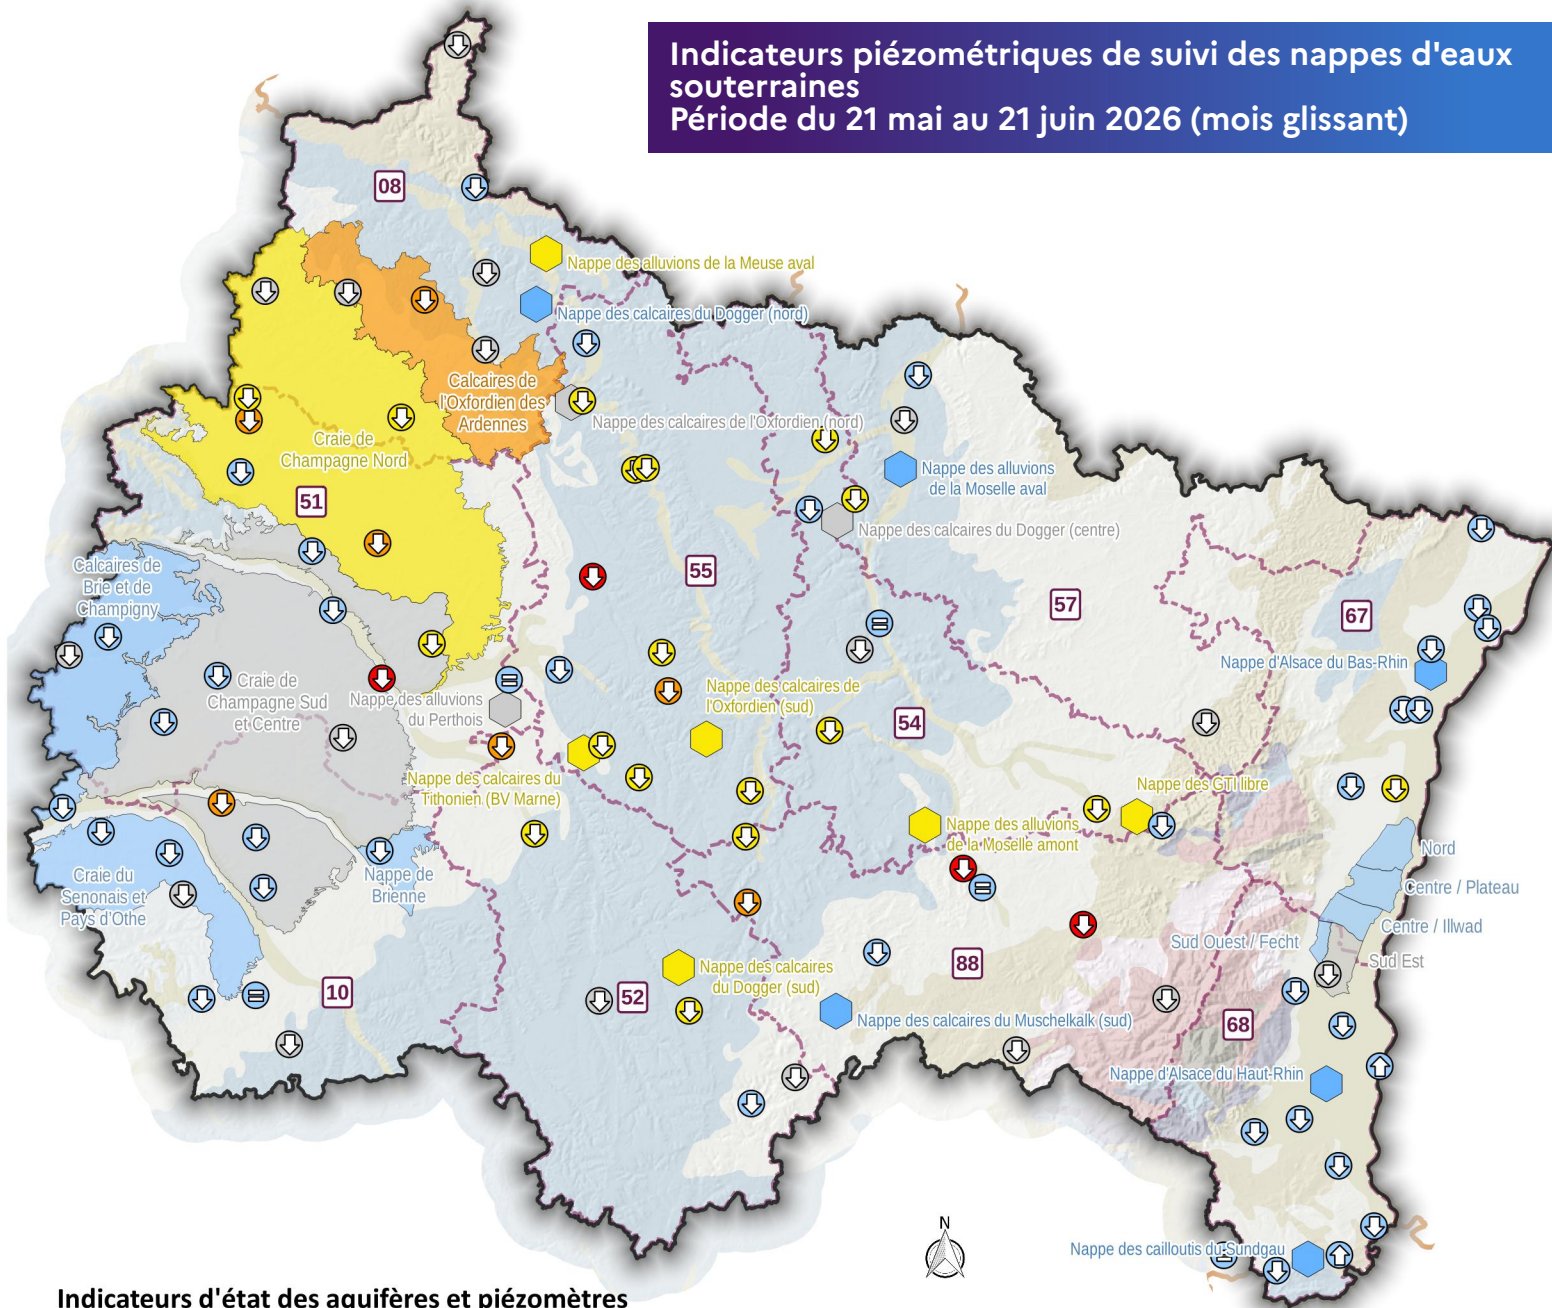 Indicateurs piézométriques de suivi des nappes d'eaux
souterraines
Période du 21 mai au 21 juin 2026 (mois glissant)
08
Nappe des alluvions de la Meuse aval
Nappe des calcaires du Dogger (nord)
Calcaires de
l'Oxfordien des
Ardennes
Nappe des calcaires de l'Oxfordien (nord)
Craie de
Champagne Nord
Nappe des alluvions
de la Moselle aval
51
Nappe des calcaires du Dogger (centre)
Calcaires de
Brie et de
Champigny
55
57
67
Nappe d'Alsace du Bas-Rhin
Craie de
Champagne Sud
et Centre
Nappe des alluvions
du Perthois
Nappe des calcaires de
l'Oxfordien (sud)
54
Nappe des calcaires du
Tithonien (BV Marne)
Nappe des GTI libre
Nappe des alluvions
de la Moselle amont
Nord
Centre / Plateau
Centre / Illwad
Sud Ouest / Fecht
Sud Est
Craie du
Senonais et
Pays d'Othe
Nappe de
Brienne
88
Nappe des calcaires
du Dogger (sud)
10
52
Nappe des calcaires du Muschelkalk (sud)
68
Nappe d'Alsace du Haut-Rhin
N
Nappe des cailloutis du Sundgau
Indicateurs d'état des aquifères et piézomètres